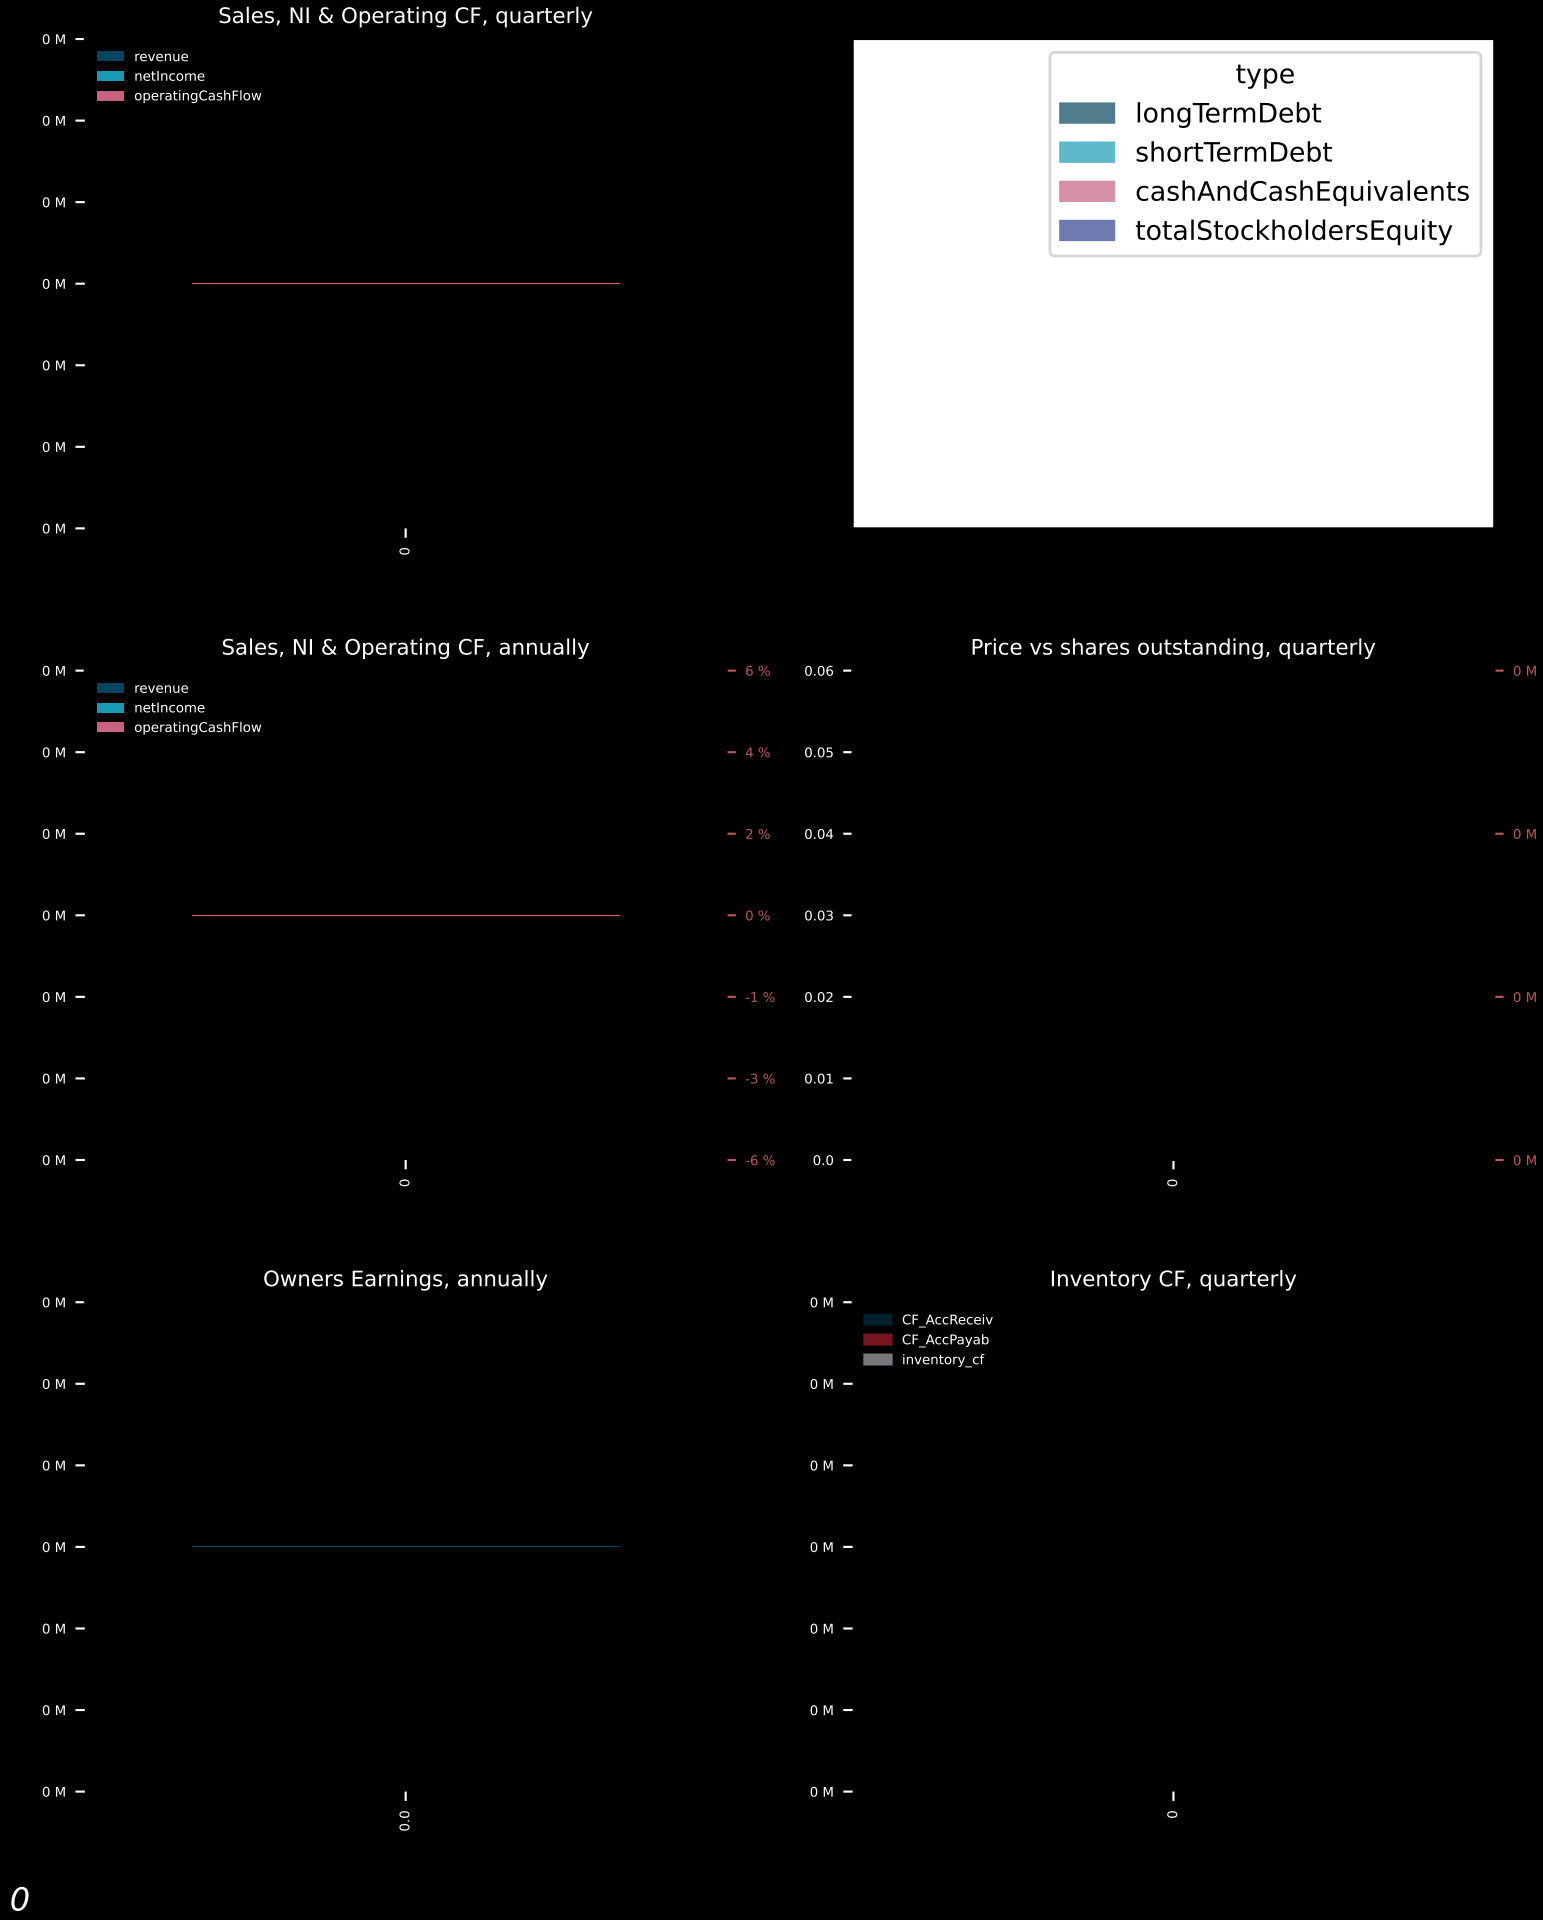 Sales, NI & Operating CF, quarterly
0 M
revenue
netIncome
operatingCashFlow
0 M
0 M
0 M
0 M
0 M
0 M
0
type
longTermDebt
shortTermDebt
cashAndCashEquivalents
totalStockholdersEquity
Sales, NI & Operating CF, annually
0 M
revenue
netIncome
operatingCashFlow
0 M
0 M
0 M
0 M
0 M
0 M
0
6 %
4 %
2 %
0 %
-1 %
-3 %
-6 %
Price vs shares outstanding, quarterly
0.06
0.05
0.04
0.03
0.02
0.01
0.0
0
0 M
0 M
0 M
0 M
Owners Earnings, annually
0 M
0 M
0 M
0 M
0 M
0 M
0 M
0.0
Inventory CF, quarterly
0 M
CF_AccReceiv
CF_AccPayab
inventory_cf
0 M
0 M
0 M
0 M
0 M
0 M
0
0